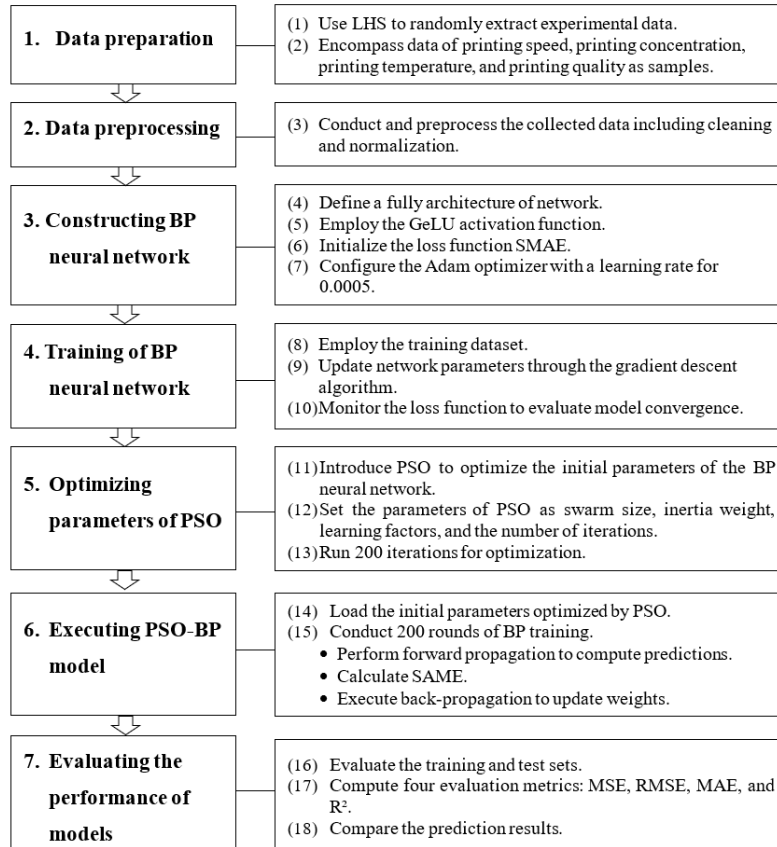 1. Data preparation
(1) Use LHS to randomly extract experimental data.
(2) Encompass data of printing speed, printing concentration,
printing temperature, and printing quality as samples.
2. Data preprocessing
(3) Conduct and preprocess the collected data including cleaning
and normalization.
3. Constructing BP
neural network
(4) Define a fully architecture of network.
(5) Employ the GeLU activation function.
(6) Initialize the loss function SMAE.
(7) Configure the Adam optimizer with a learning rate for
0.0005.
4. Training of BP
neural network
(8) Employ the training dataset.
(9) Update network parameters through the gradient descent
algorithm.
(10)Monitor the loss function to evaluate model convergence.
5. Optimizing
parameters of PSO
(11)Introduce PSO to optimize the initial parameters of the BP
neural network.
(12)Set the parameters of PSO as swarm size, inertia weight,
learning factors, and the number of iterations.
(13)Run 200 iterations for optimization.
6. Executing PSO-BP
model
(14) Load the initial parameters optimized by PSO.
(15) Conduct 200 rounds of BP training.
• Perform forward propagation to compute predictions.
• Calculate SAME.
• Execute back-propagation to update weights.
7. Evaluating the
performance of
models
(16) Evaluate the training and test sets.
(17) Compute four evaluation metrics: MSE, RMSE, MAE, and
R².
(18) Compare the prediction results.